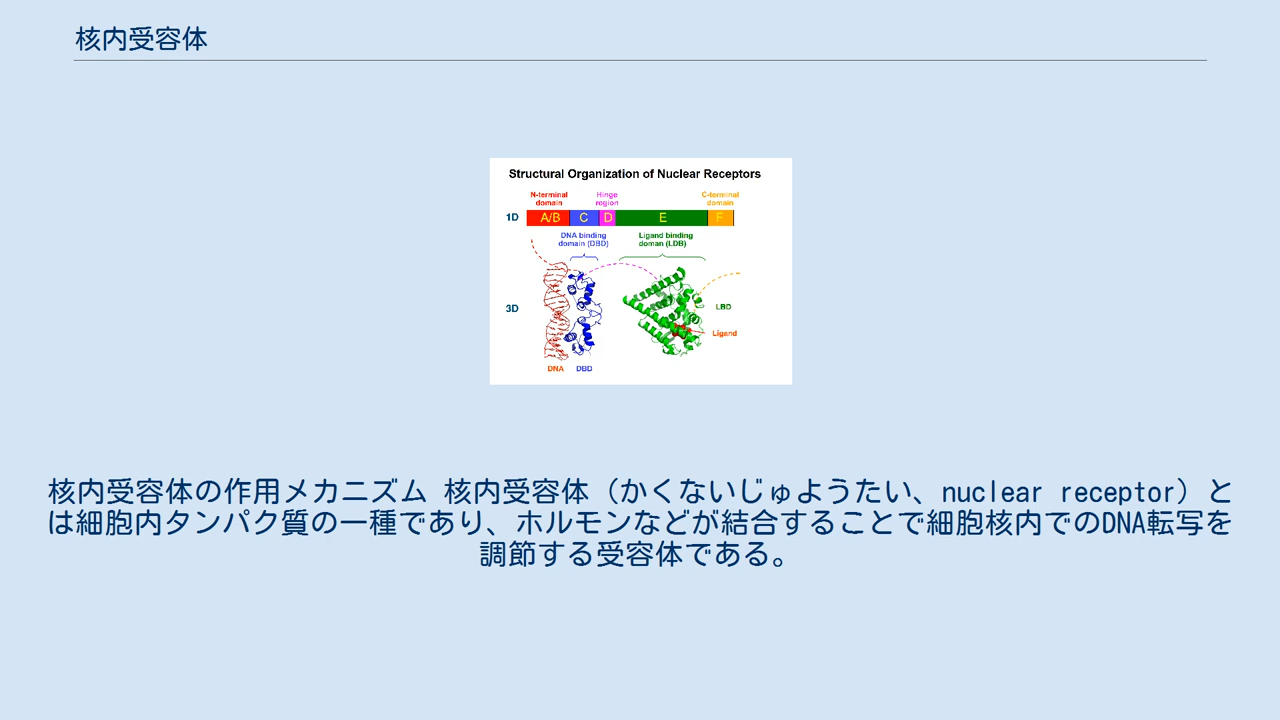 核内受容体
Structural Organization of Nuclear Receptors
N-terminal domain
Hinge region
C-terminal domain
1D
A/B C D E F
DNA binding domain (DBD)
Ligand binding doman (LDB)
3D
LBD
Ligand
DNA
DBD
核内受容体の作用メカニズム 核内受容体（かくないじゅようたい、nuclear receptor）と
は細胞内タンパク質の一種であり、ホルモンなどが結合することで細胞核内でのDNA転写を
調節する受容体である。